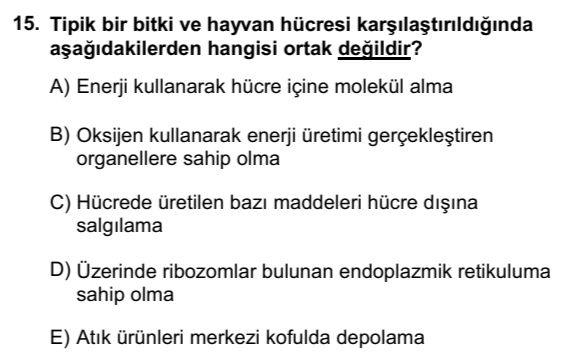 15. Tipik bir bitki ve hayvan hücresi karşılaştırıldığında
aşağıdakilerden hangisi ortak değildir?
A) Enerji kullanarak hücre içine molekül alma
B) Oksijen kullanarak enerji üretimi gerçekleştiren
organellere sahip olma
C) Hücrede üretilen bazı maddeleri hücre dışına
salgılama
D) Üzerinde ribozomlar bulunan endoplazmik retikuluma
sahip olma
E) Atık ürünleri merkezi kofulda depolama